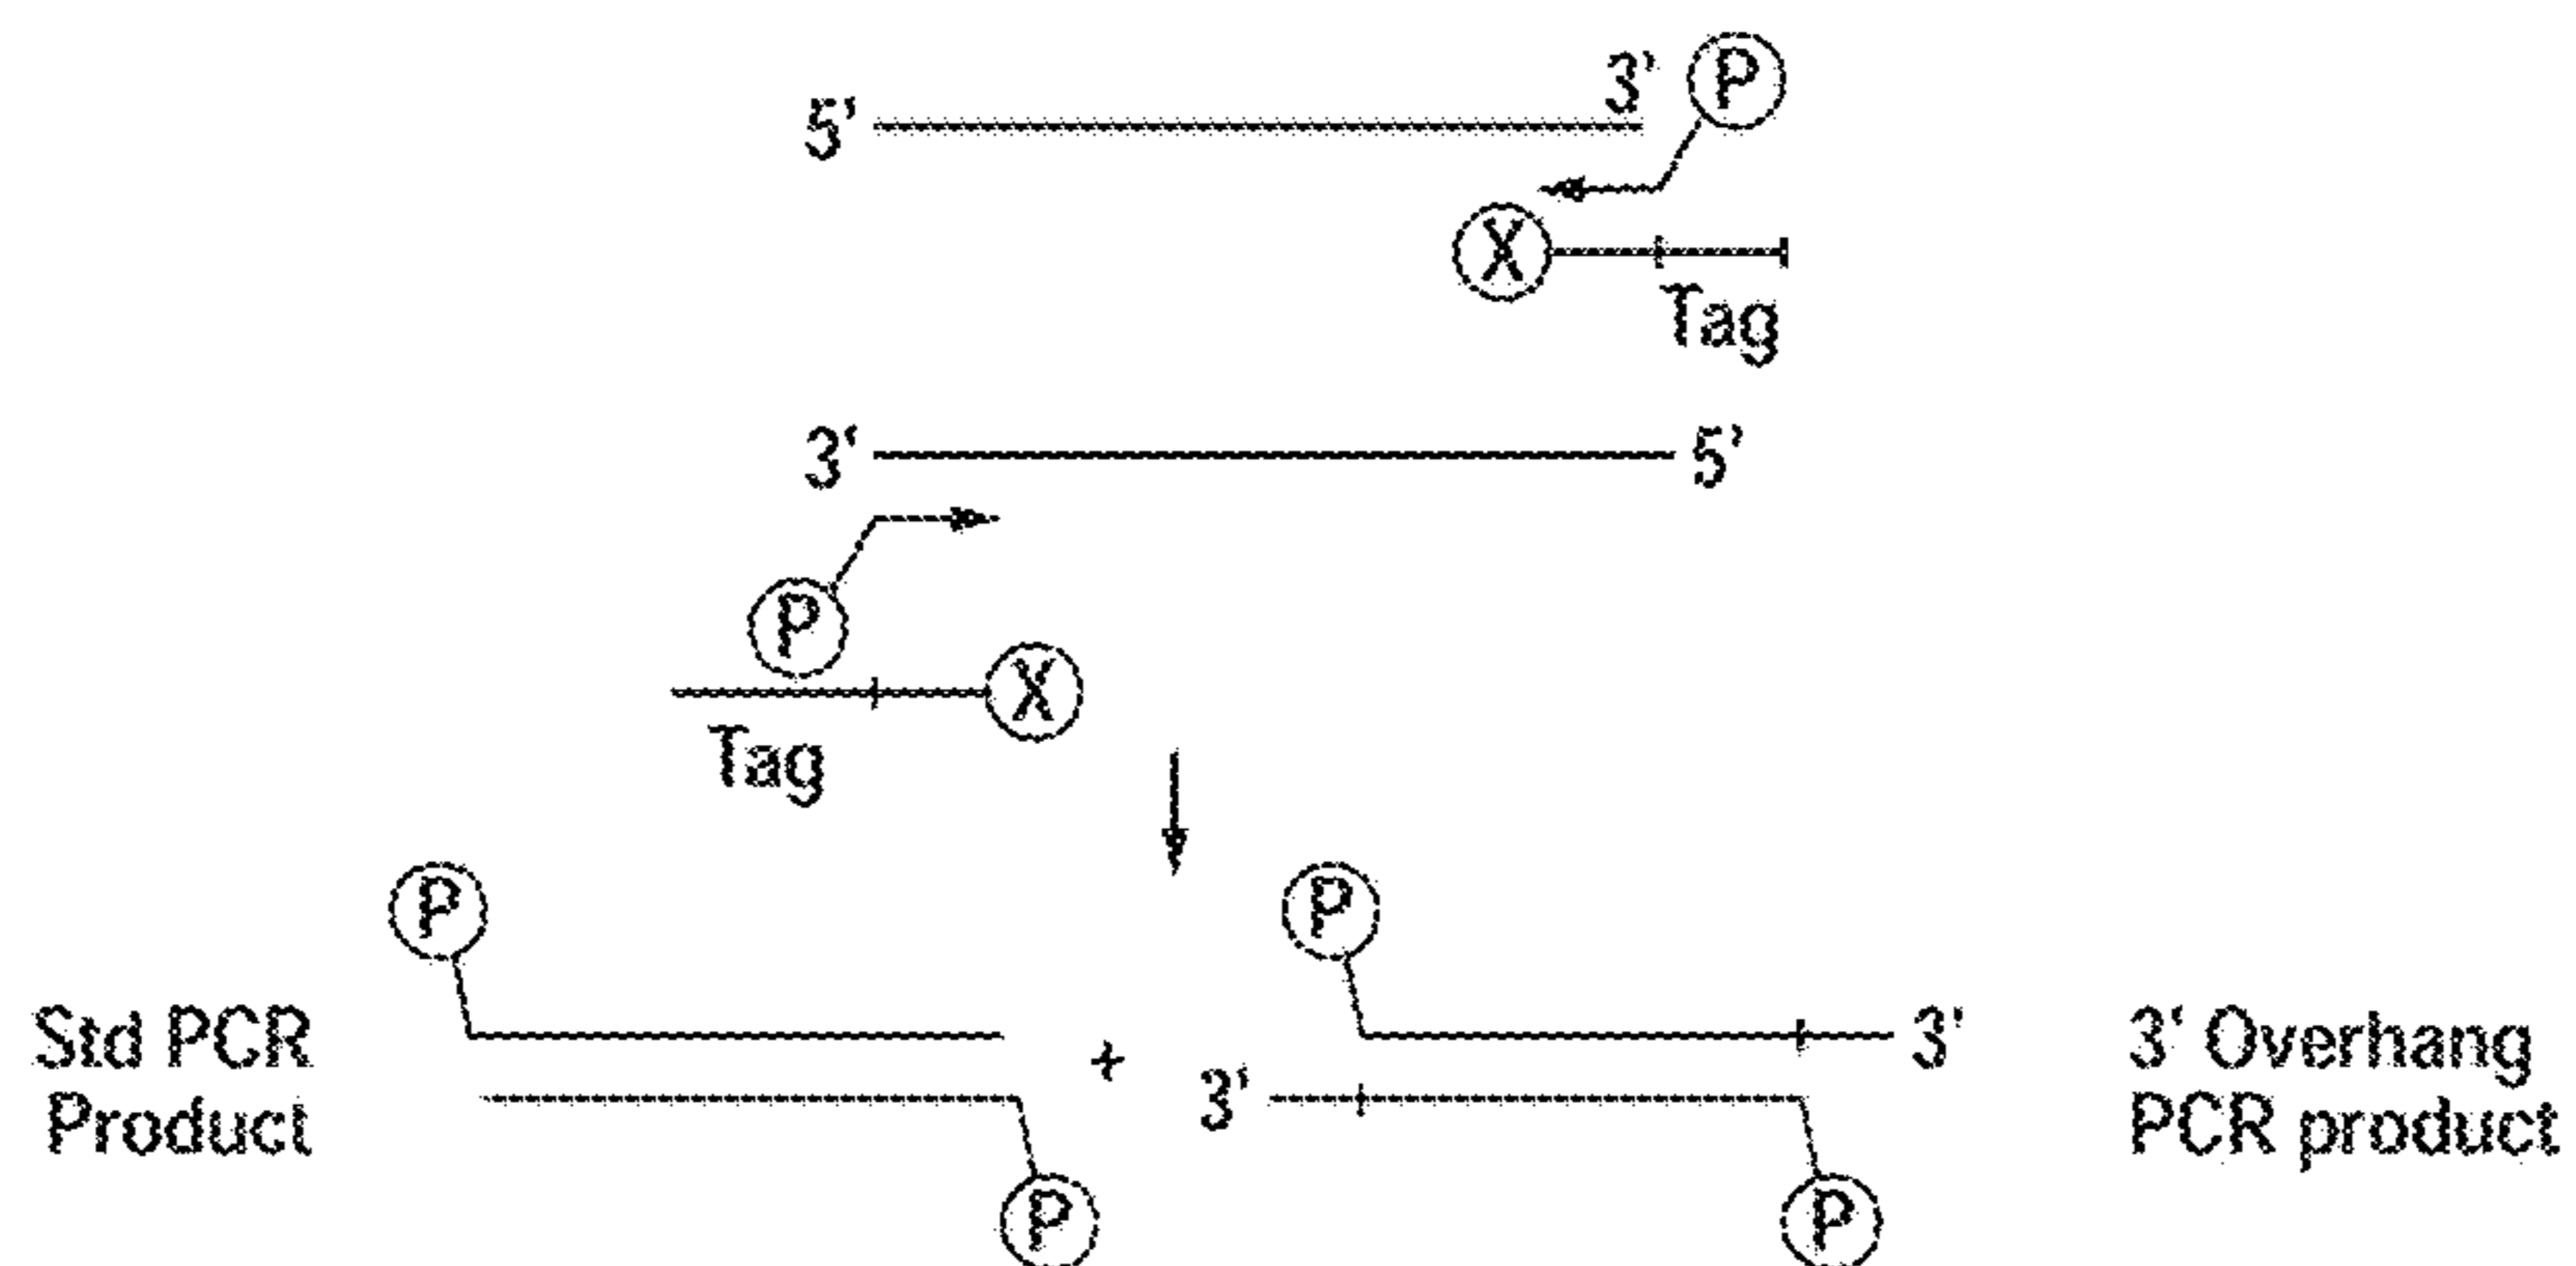 3' P
5'
X
Tag
3' 5'
P
X
Tag
P P
Std PCR
Product
+
3'
3'
3' Overhang
PCR product
P P